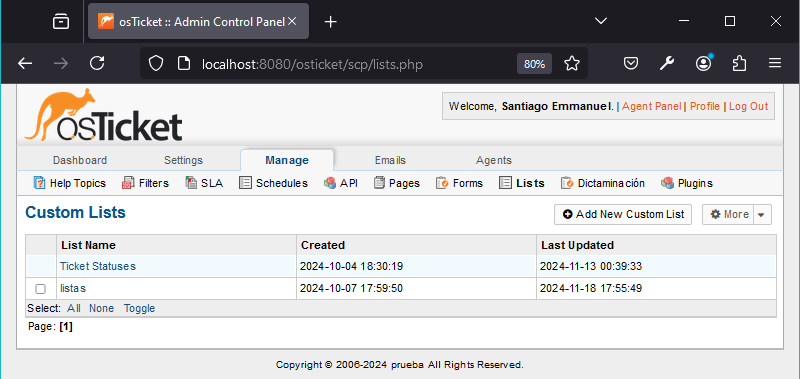 osTicket :: Admin Control Panel
localhost:8080/osticket/scp/lists.php 80%
osTicket
Welcome, Santiago Emmanuel. | Agent Panel | Profile | Log Out
Dashboard Settings Manage Emails Agents
Help Topics Filters SLA Schedules API Pages Forms Lists Dictaminación Plugins
Custom Lists
Add New Custom List More
List Name Created Last Updated
Ticket Statuses 2024-10-04 18:30:19 2024-11-13 00:39:33
listas 2024-10-07 17:59:50 2024-11-18 17:55:49
Select: All None Toggle
Page: [1]
Copyright © 2006-2024 prueba All Rights Reserved.